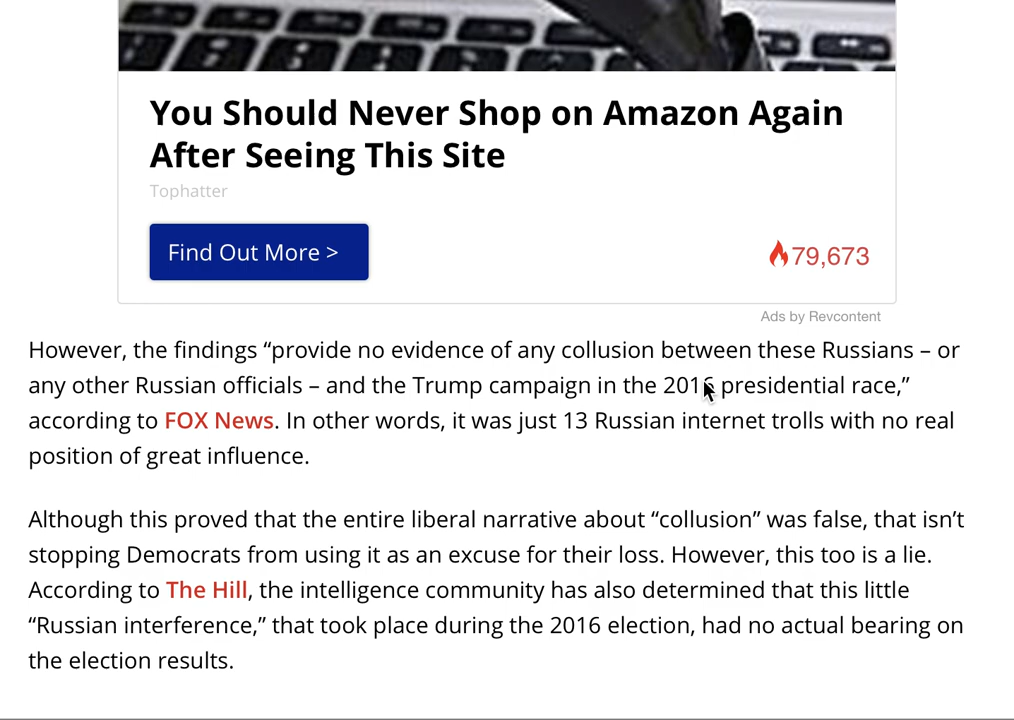 You Should Never Shop on Amazon Again
After Seeing This Site
Tophatter
Find Out More >
79,673
Ads by Revcontent
However, the findings “provide no evidence of any collusion between these Russians – or
any other Russian officials – and the Trump campaign in the 2016 presidential race,”
according to FOX News. In other words, it was just 13 Russian internet trolls with no real
position of great influence.
Although this proved that the entire liberal narrative about “collusion” was false, that isn’t
stopping Democrats from using it as an excuse for their loss. However, this too is a lie.
According to The Hill, the intelligence community has also determined that this little
“Russian interference,” that took place during the 2016 election, had no actual bearing on
the election results.